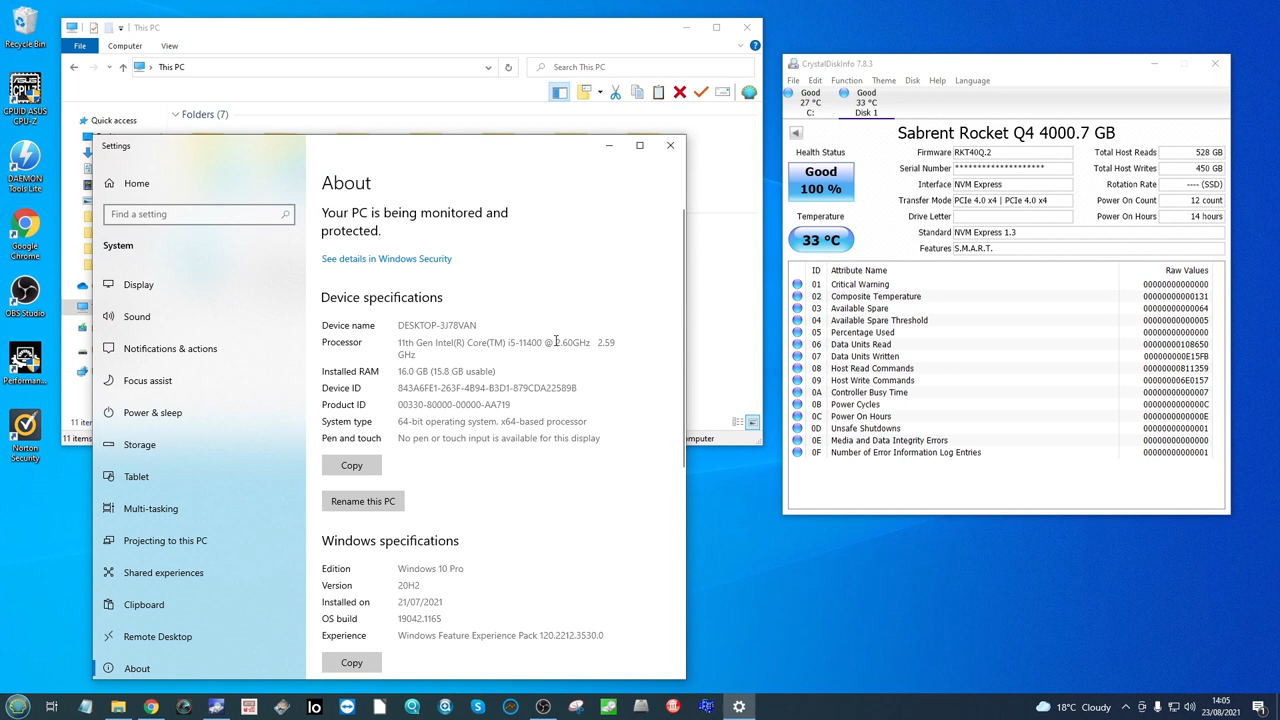 Recycle Bin
CPUID ASUS
CPU-Z
DAEMON
Tools Lite
Google
Chrome
OBS Studio
Performan...
Norton
Security
This PC
File
Computer
View
This PC
Search This PC
Quick access
Folders (7)
11 item
11 items
omputer
Settings
Home
Find a setting
System
Display
Sound
Notifications & actions
Focus assist
Power & sleep
Storage
Tablet
Multi-tasking
Projecting to this PC
Shared experiences
Clipboard
Remote Desktop
About
About
Your PC is being monitored and
protected.
See details in Windows Security
Device specifications
Device name DESKTOP-3J78VAN
Processor 11th Gen Intel(R) Core(TM) i5-11400 @ 2.60GHz 2.59
GHz
Installed RAM 16.0 GB (15.8 GB usable)
Device ID 843A6FE1-263F-4B94-B3D1-879CDA22589B
Product ID 00330-80000-00000-AA719
System type 64-bit operating system, x64-based processor
Pen and touch No pen or touch input is available for this display
Copy
Rename this PC
Windows specifications
Edition Windows 10 Pro
Version 20H2
Installed on 21/07/2021
OS build 19042.1165
Experience Windows Feature Experience Pack 120.2212.3530.0
Copy
CrystalDiskInfo 7.8.3
File Edit Function Theme Disk Help Language
Good Good
27 °C 33 °C
C: Disk 1
Sabrent Rocket Q4 4000.7 GB
Health Status
Good
100 %
Temperature
33 °C
Firmware RKT40Q.2 Total Host Reads 528 GB
Serial Number ******************** Total Host Writes 450 GB
Interface NVM Express Rotation Rate ---- (SSD)
Transfer Mode PCIe 4.0 x4 | PCIe 4.0 x4 Power On Count 12 count
Drive Letter Power On Hours 14 hours
Standard NVM Express 1.3
Features S.M.A.R.T.
ID Attribute Name Raw Values
01 Critical Warning 00000000000000
02 Composite Temperature 00000000000131
03 Available Spare 00000000000064
04 Available Spare Threshold 00000000000005
05 Percentage Used 00000000000000
06 Data Units Read 00000000108650
07 Data Units Written 000000000E15FB
08 Host Read Commands 00000000811359
09 Host Write Commands 000000006E0157
0A Controller Busy Time 00000000000007
0B Power Cycles 0000000000000C
0C Power On Hours 0000000000000E
0D Unsafe Shutdowns 00000000000001
0E Media and Data Integrity Errors 00000000000000
0F Number of Error Information Log Entries 00000000000001
18°C Cloudy
14:05
23/08/2021